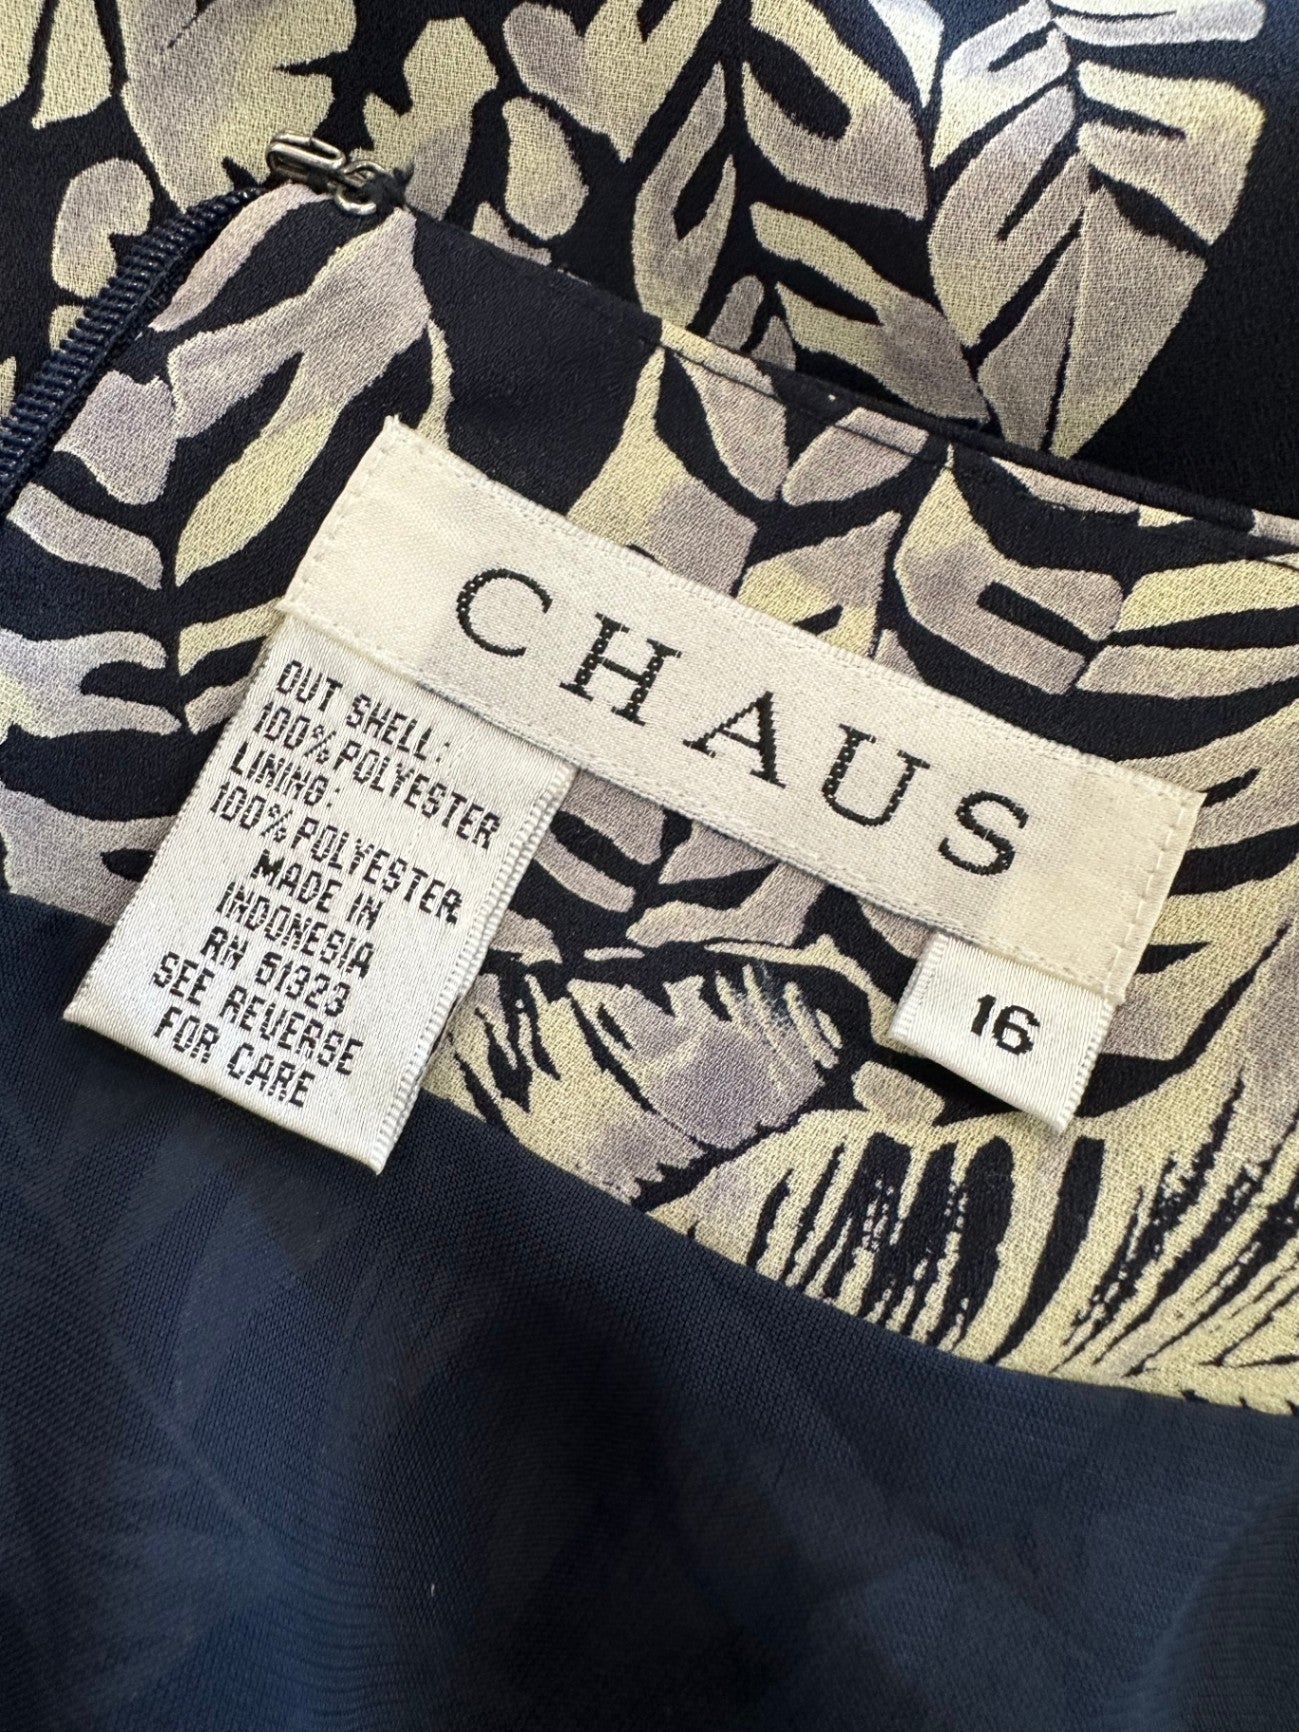 CHAUS
OUT SHELL:
100% POLYESTER
LINING:
100% POLYESTER
MADE IN
INDONESIA
RN 51323
SEE REVERSE
FOR CARE
16